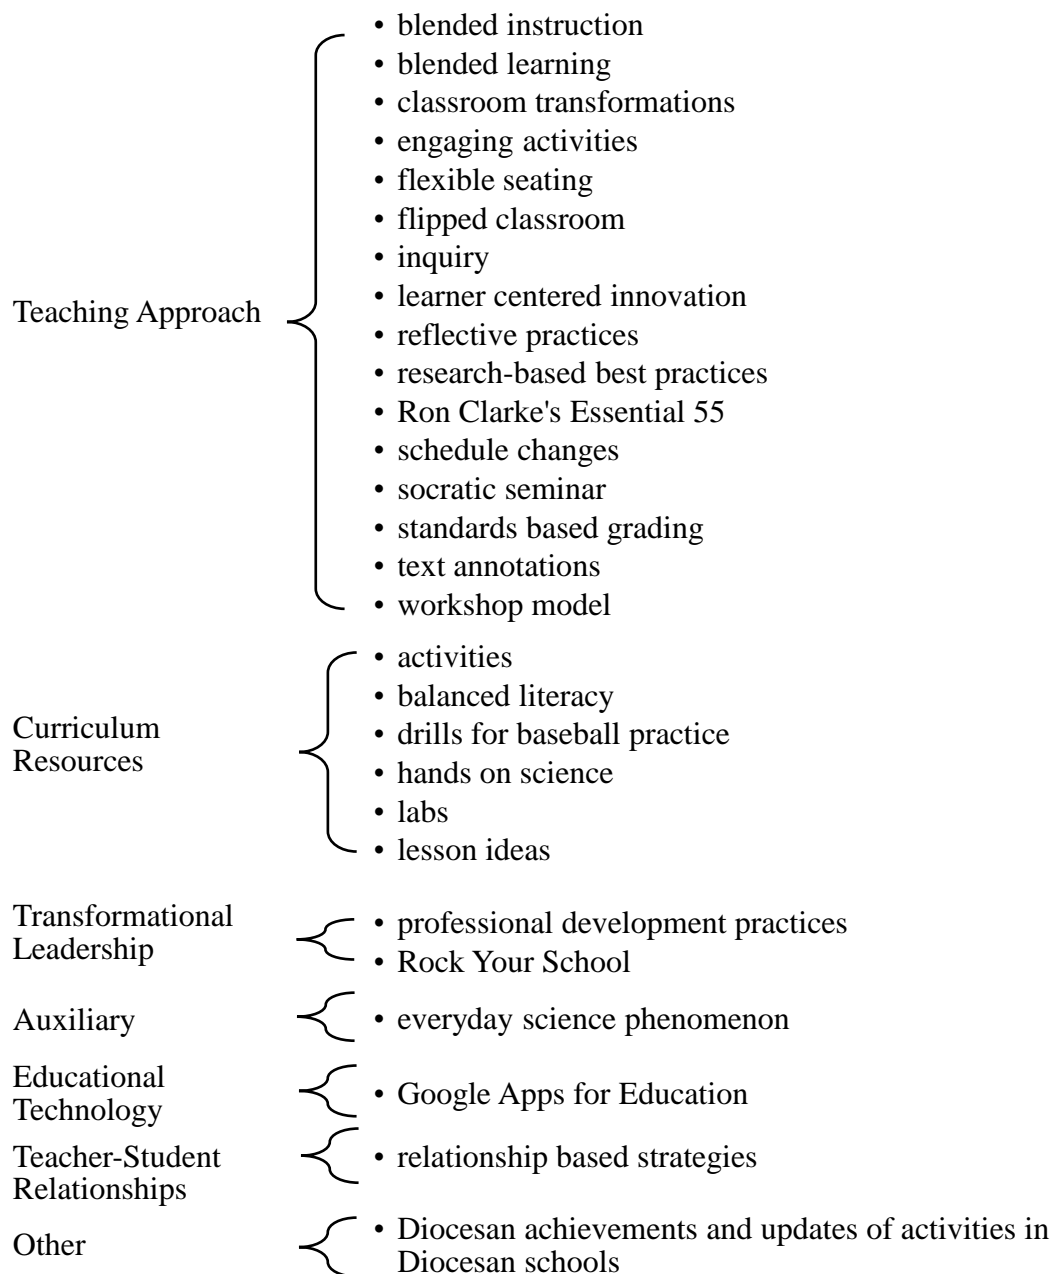 Teaching Approach
• blended instruction
• blended learning
• classroom transformations
• engaging activities
• flexible seating
• flipped classroom
• inquiry
• learner centered innovation
• reflective practices
• research-based best practices
• Ron Clarke's Essential 55
• schedule changes
• socratic seminar
• standards based grading
• text annotations
• workshop model
Curriculum
Resources
• activities
• balanced literacy
• drills for baseball practice
• hands on science
• labs
• lesson ideas
Transformational
Leadership
• professional development practices
• Rock Your School
Auxiliary
• everyday science phenomenon
Educational
Technology
• Google Apps for Education
Teacher-Student
Relationships
• relationship based strategies
Other
• Diocesan achievements and updates of activities in
Diocesan schools